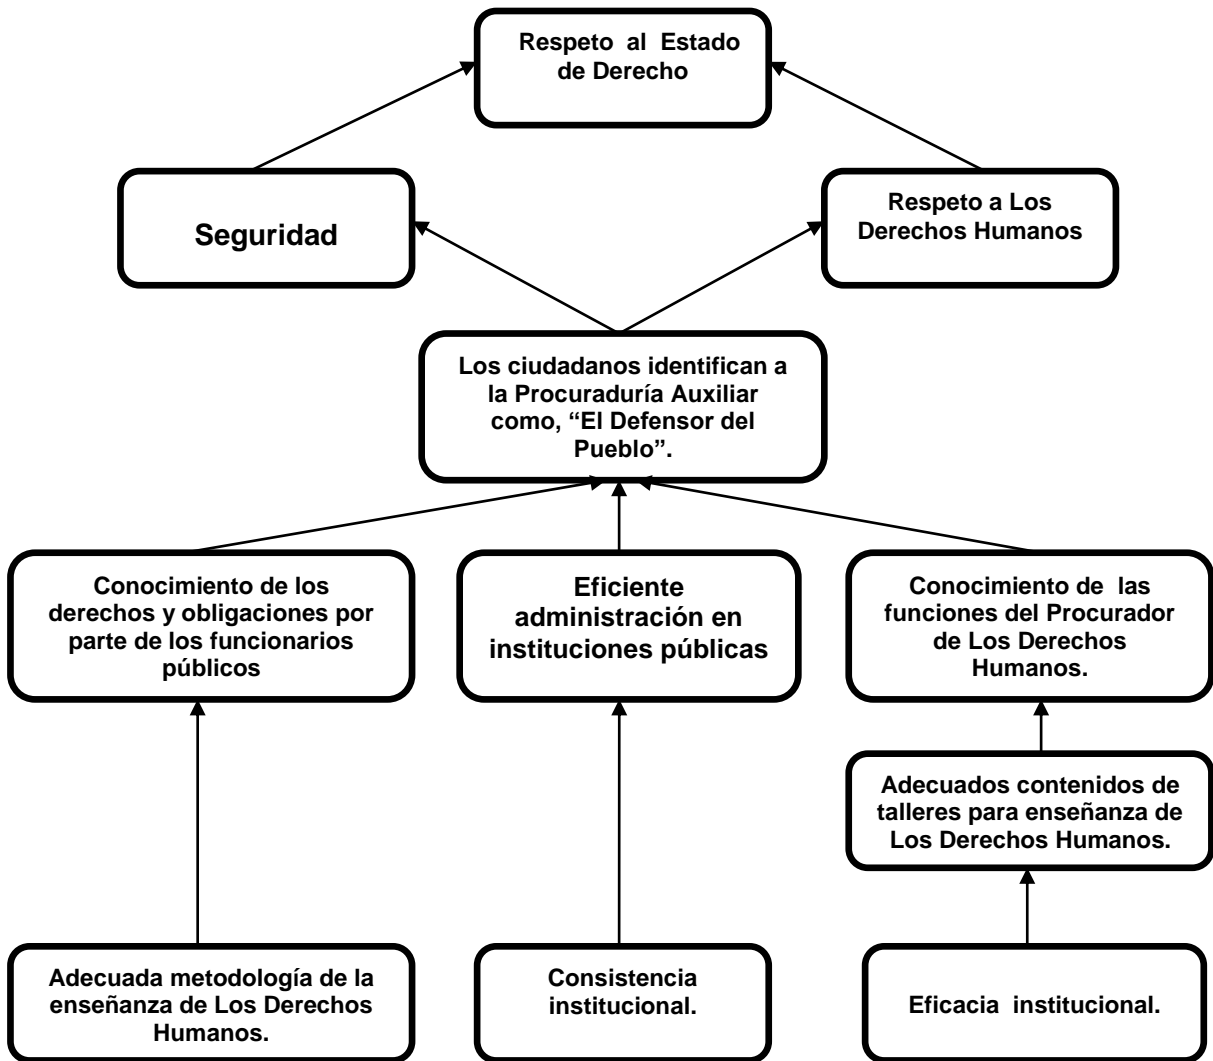 Respeto al Estado
de Derecho
Seguridad
Respeto a Los
Derechos Humanos
Los ciudadanos identifican a
la Procuraduría Auxiliar
como, “El Defensor del
Pueblo”.
Conocimiento de los
derechos y obligaciones por
parte de los funcionarios
públicos
Eficiente
administración en
instituciones públicas
Conocimiento de las
funciones del Procurador
de Los Derechos
Humanos.
Adecuados contenidos de
talleres para enseñanza de
Los Derechos Humanos.
Adecuada metodología de la
enseñanza de Los Derechos
Humanos.
Consistencia
institucional.
Eficacia institucional.